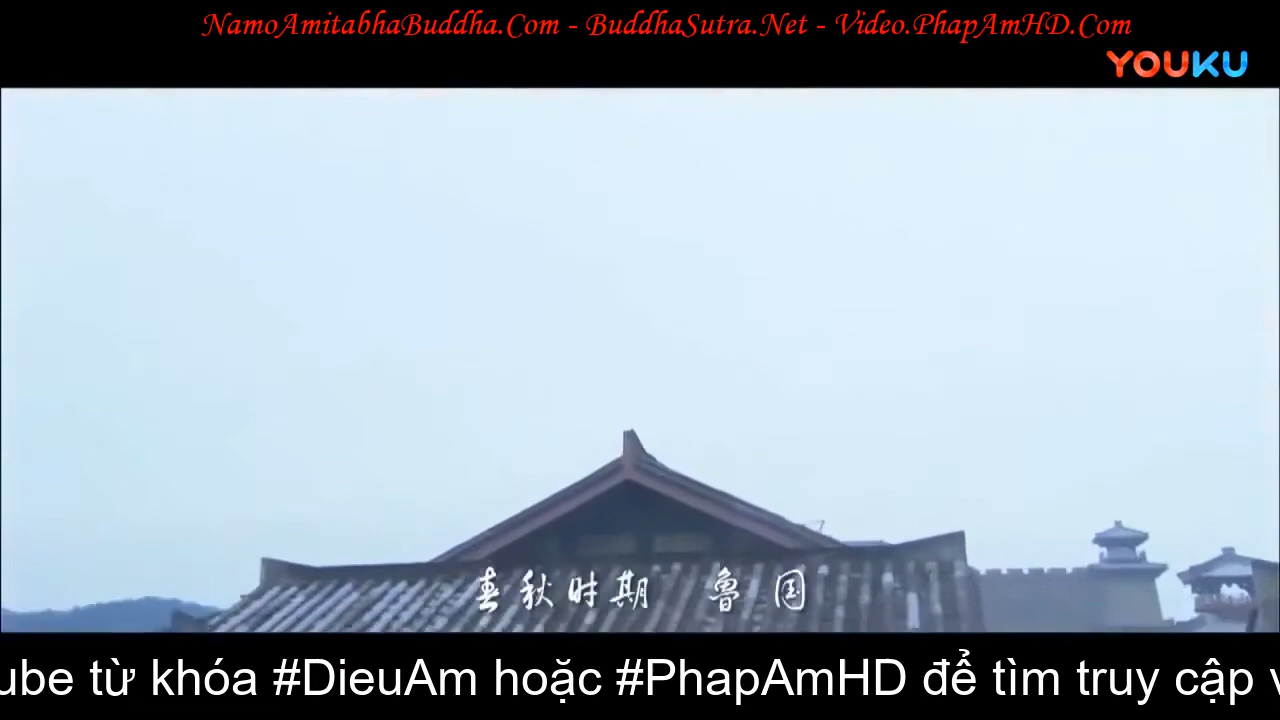 NamoAmitabhaBuddha.Com - BuddhaSutra.Net - Video.PhapAmHD.Com
YOUKU
春秋时期 鲁国
ube từ khóa #DieuAm hoặc #PhapAmHD để tìm truy cập v